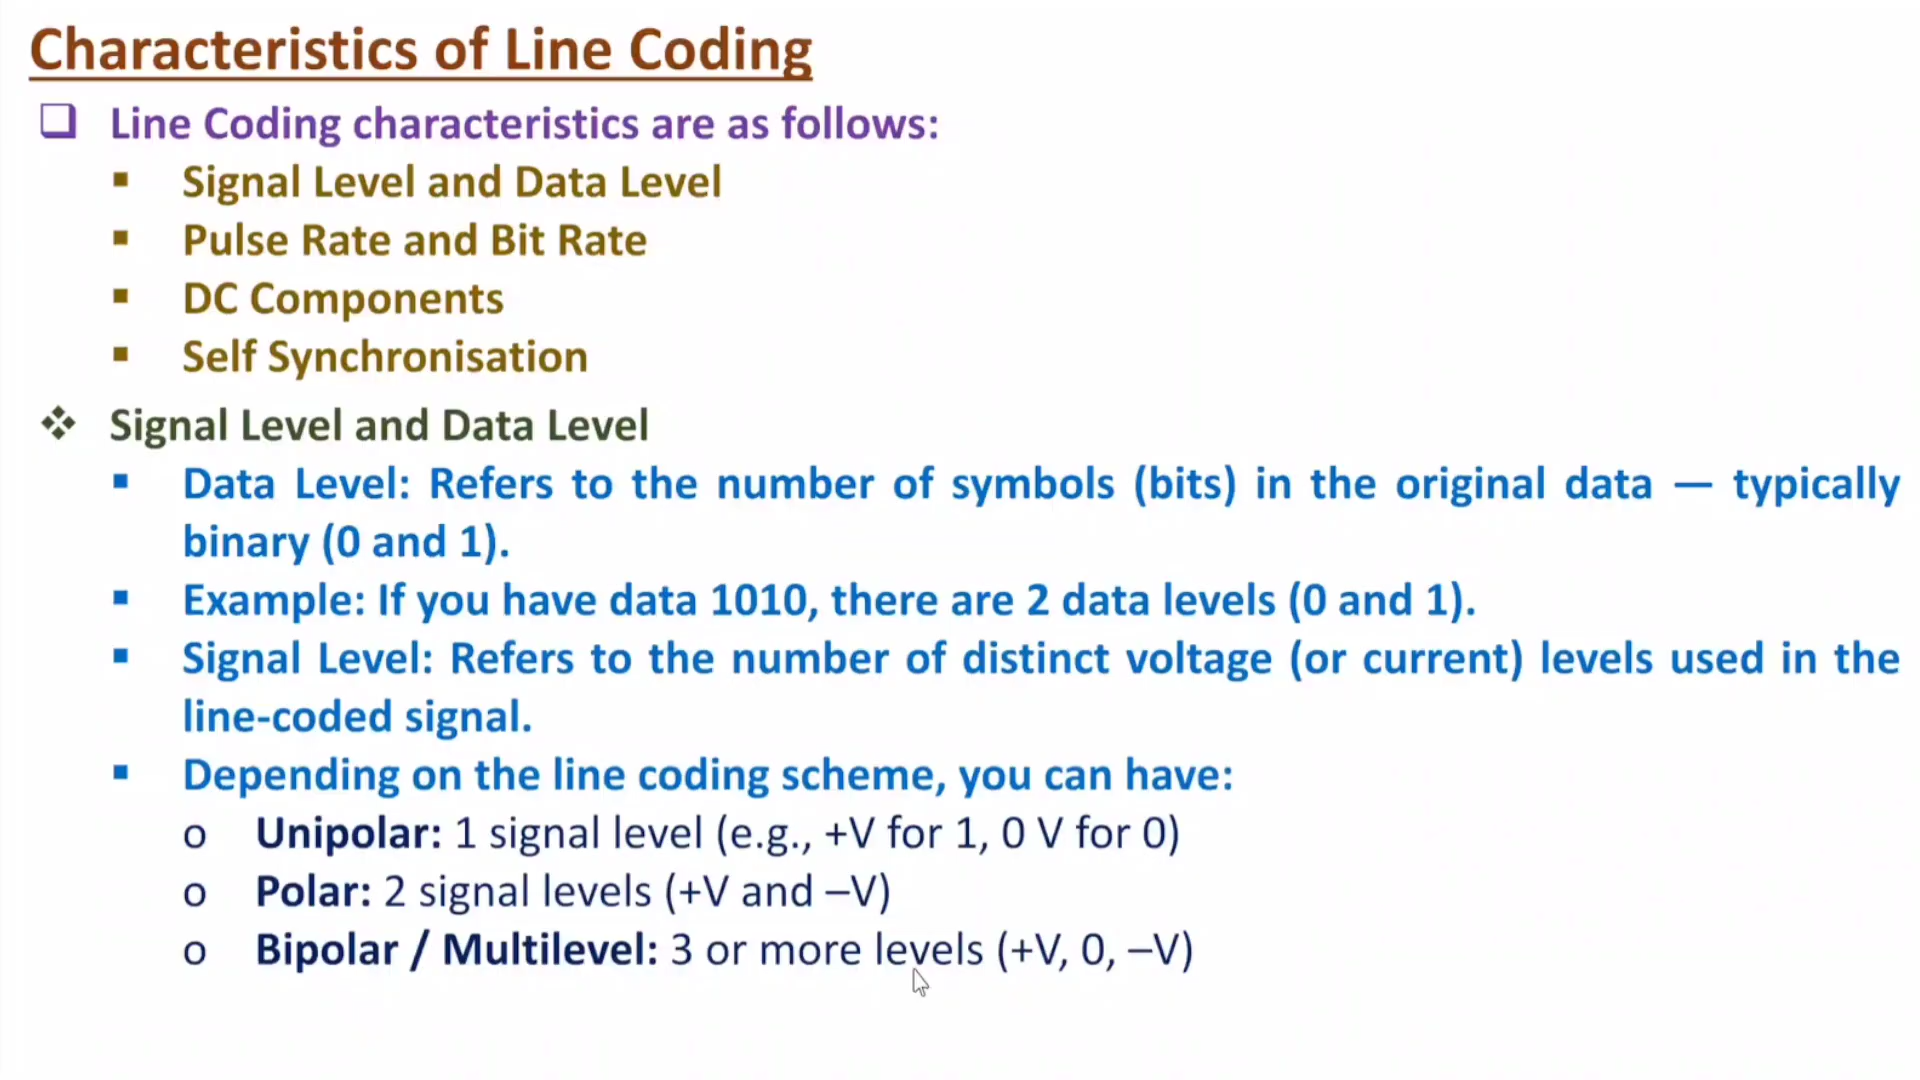 Characteristics of Line Coding
❑ Line Coding characteristics are as follows:
▪ Signal Level and Data Level
▪ Pulse Rate and Bit Rate
▪ DC Components
▪ Self Synchronisation
❖ Signal Level and Data Level
▪ Data Level: Refers to the number of symbols (bits) in the original data — typically
binary (0 and 1).
▪ Example: If you have data 1010, there are 2 data levels (0 and 1).
▪ Signal Level: Refers to the number of distinct voltage (or current) levels used in the
line-coded signal.
▪ Depending on the line coding scheme, you can have:
o Unipolar: 1 signal level (e.g., +V for 1, 0 V for 0)
o Polar: 2 signal levels (+V and –V)
o Bipolar / Multilevel: 3 or more levels (+V, 0, –V)